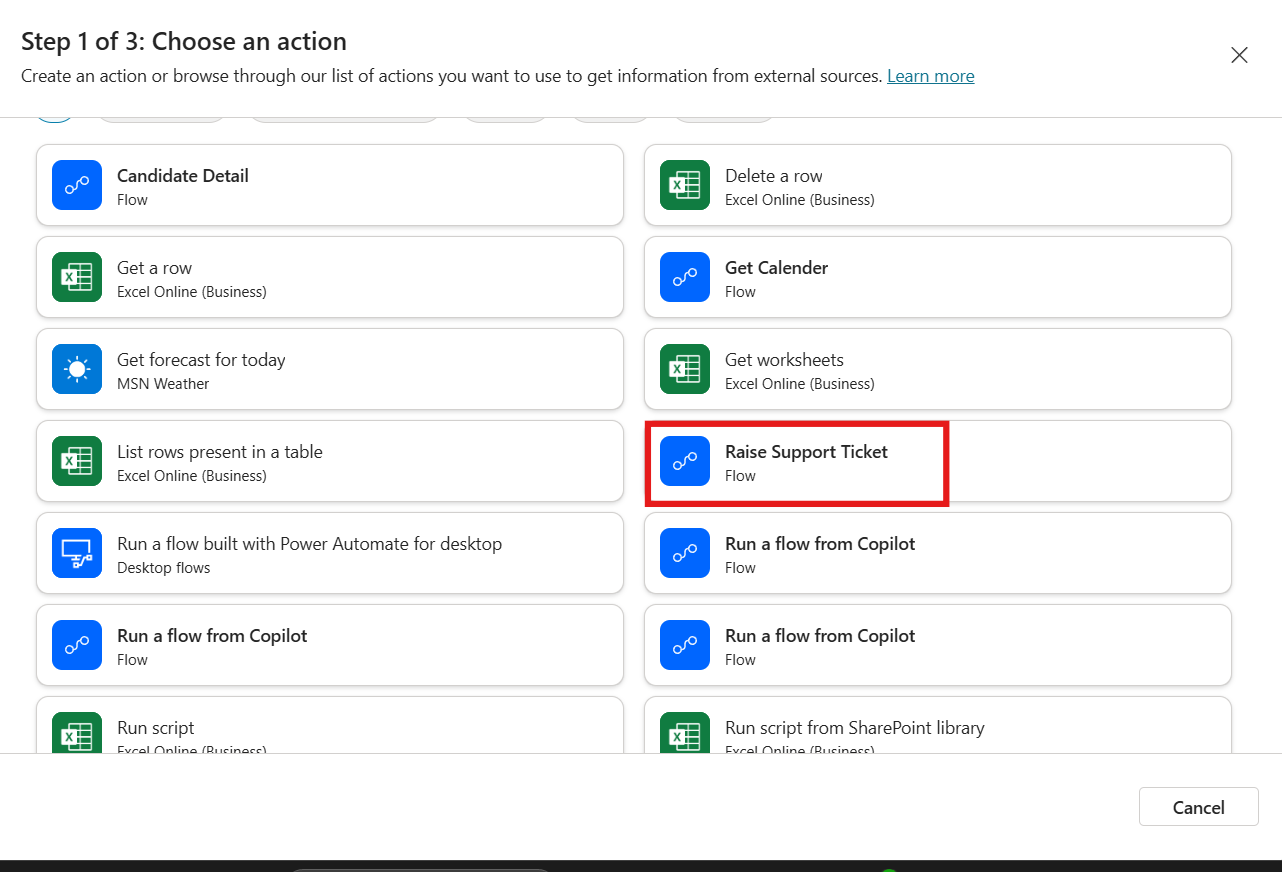 Step 1 of 3: Choose an action
Create an action or browse through our list of actions you want to use to get information from external sources. Learn more
Candidate Detail
Flow
Delete a row
Excel Online (Business)
Get a row
Excel Online (Business)
Get Calender
Flow
Get forecast for today
MSN Weather
Get worksheets
Excel Online (Business)
List rows present in a table
Excel Online (Business)
Raise Support Ticket
Flow
Run a flow built with Power Automate for desktop
Desktop flows
Run a flow from Copilot
Flow
Run a flow from Copilot
Flow
Run a flow from Copilot
Flow
Run script
Excel Online (Business)
Run script from SharePoint library
Excel Online (Business)
Cancel